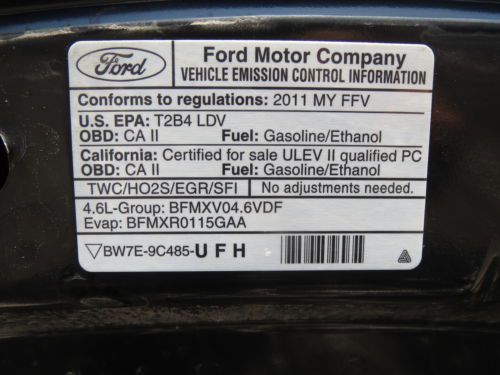 Ford
Ford Motor Company
VEHICLE EMISSION CONTROL INFORMATION
Conforms to regulations: 2011 MY FFV
U.S. EPA: T2B4 LDV
OBD: CA II Fuel: Gasoline/Ethanol
California: Certified for sale ULEV II qualified PC
OBD: CA II Fuel: Gasoline/Ethanol
TWC/HO2S/EGR/SFI No adjustments needed.
4.6L-Group: BFMXV04.6VDF
Evap: BFMXR0115GAA
BW7E-9C485-UFH